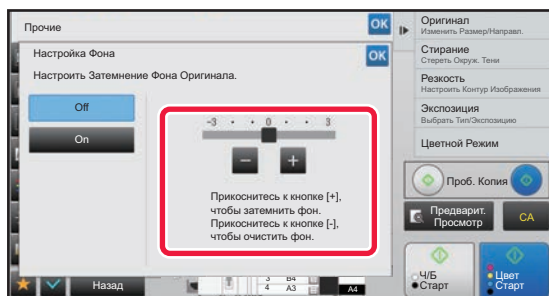 Прочие
OK
Настройка Фона
OK
Настроить Затемнение Фона Оригинала.
Off
On
-3 • • 0 • • 3
- +
Прикоснитесь к кнопке [+],
чтобы затемнить фон.
Прикоснитесь к кнопке [-],
чтобы очистить фон.
Назад
3 B4
4 A3
A4
Оригинал
Изменить Размер/Направл.
Стирание
Стереть Окруж. Тени
Резкость
Настроить Контур Изображения
Экспозиция
Выбрать Тип/Экспозицию
Цветной Режим
Проб. Копия
Предварит.
Просмотр
CA
Ч/Б
Старт
Цвет
Старт